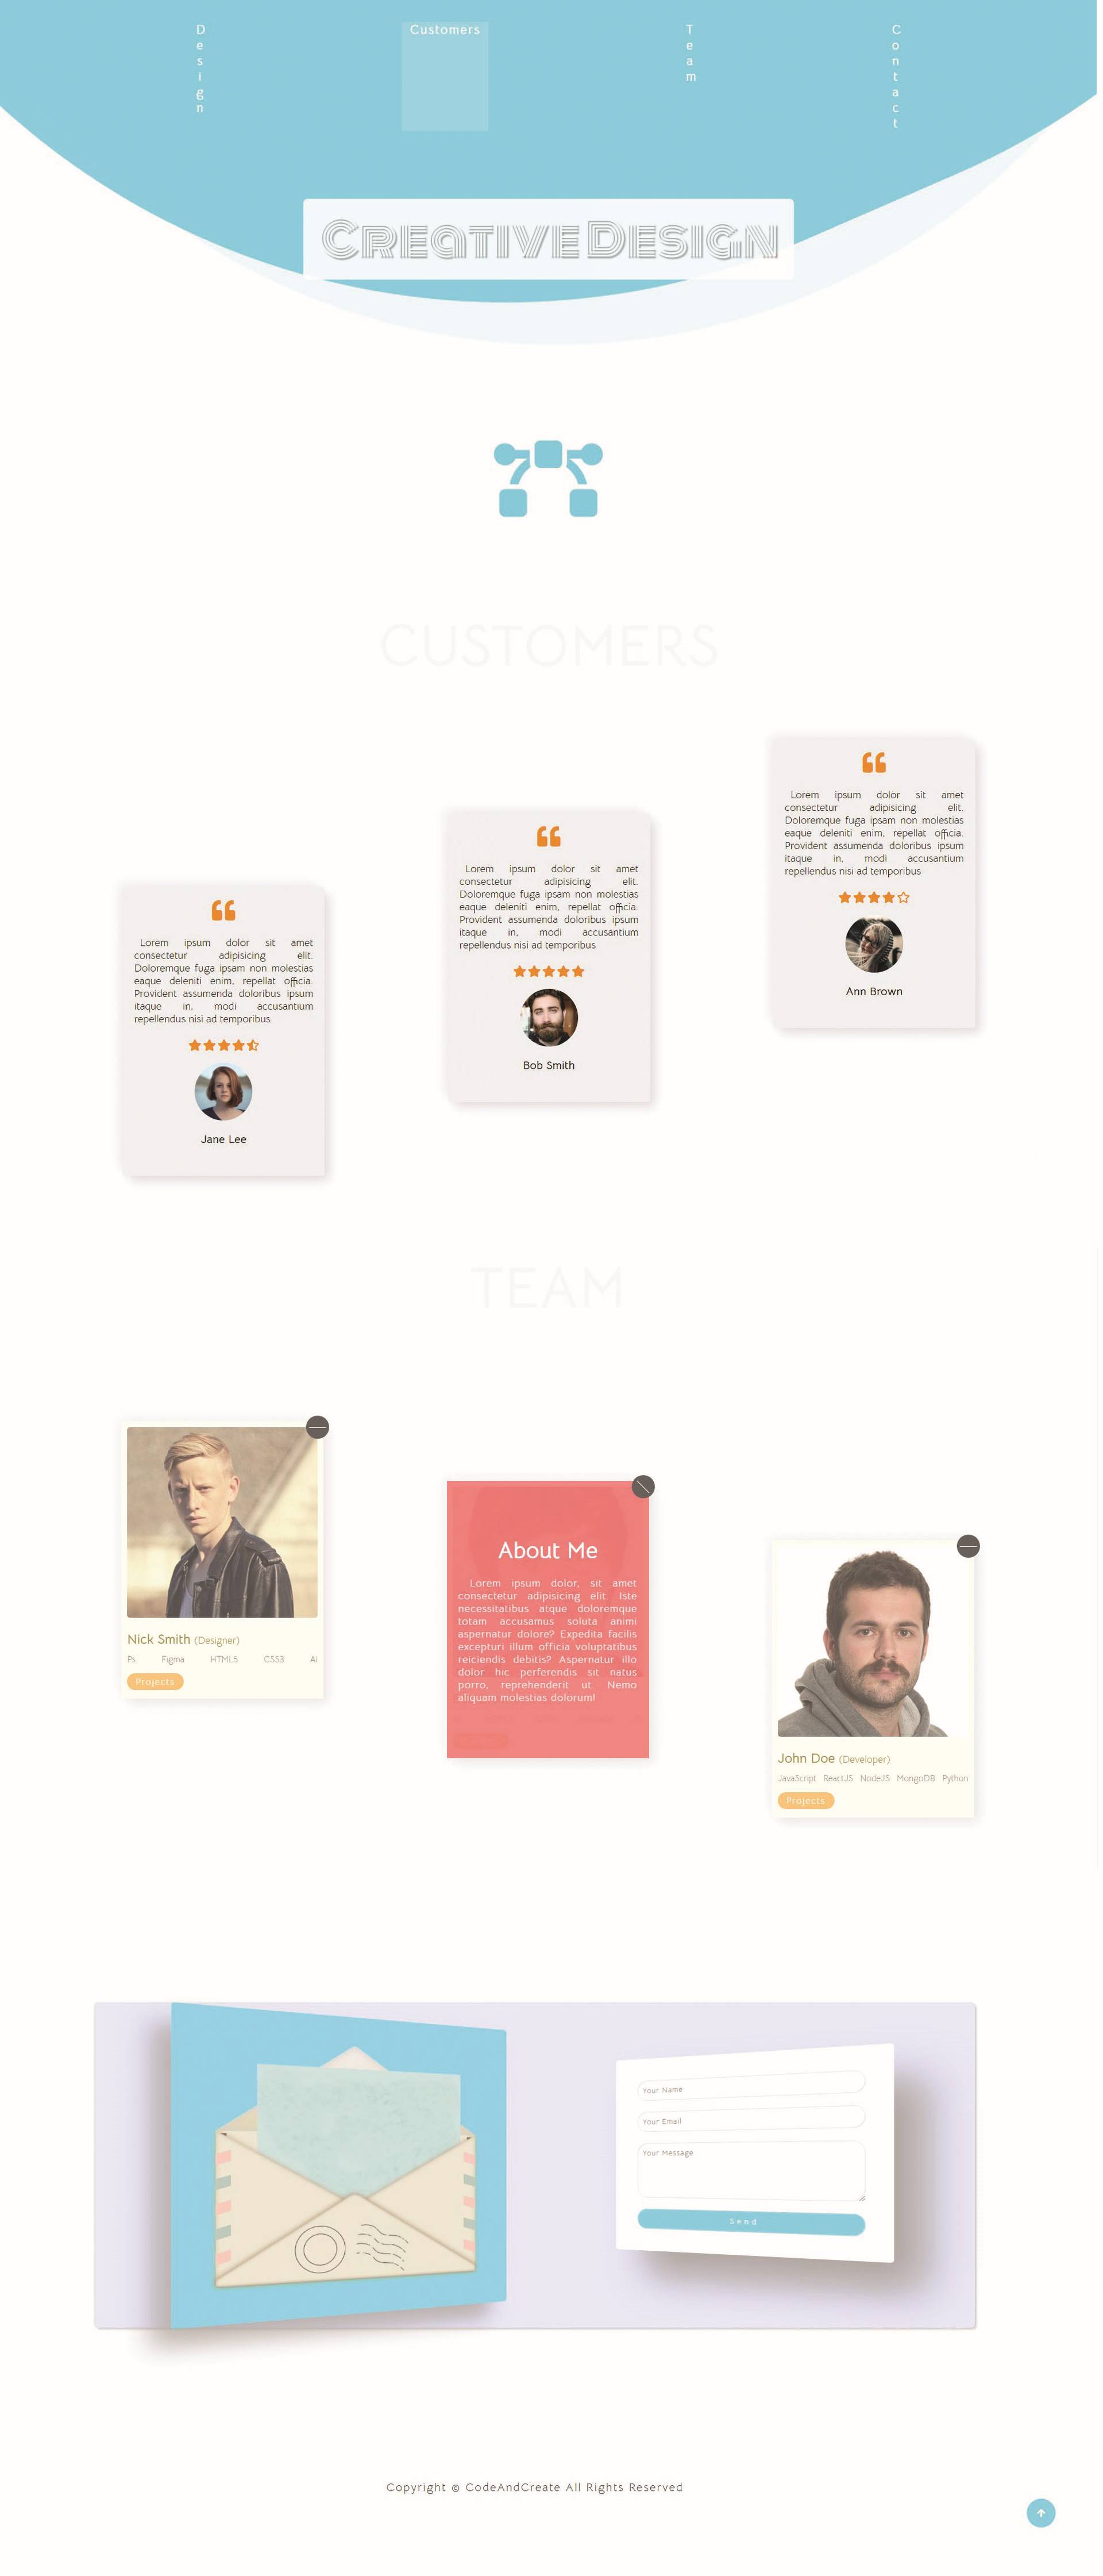 Design
Customers
Team
Contact
CREATIVE DESIGN
CUSTOMERS
Lorem ipsum dolor sit amet
consectetur adipisicing elit.
Doloremque fuga ipsam non molestias
eaque deleniti enim, repellat officia.
Provident assumenda doloribus ipsum
itaque in, modi accusantium
repellendus nisi ad temporibus
Jane Lee
Lorem ipsum dolor sit amet
consectetur adipisicing elit.
Doloremque fuga ipsam non molestias
eaque deleniti enim, repellat officia.
Provident assumenda doloribus ipsum
itaque in, modi accusantium
repellendus nisi ad temporibus
Bob Smith
Lorem ipsum dolor sit amet
consectetur adipisicing elit.
Doloremque fuga ipsam non molestias
eaque deleniti enim, repellat officia.
Provident assumenda doloribus ipsum
itaque in, modi accusantium
repellendus nisi ad temporibus
Ann Brown
TEAM
Nick Smith (Designer)
Ps Figma HTML5 CSS3 Ai
Projects
About Me
Lorem ipsum dolor, sit amet
consectetur adipisicing elit. Iste
necessitatibus atque doloremque
totam accusamus soluta animi
aspernatur dolore? Expedita facilis
excepturi illum officia voluptatibus
reiciendis debitis? Aspernatur illo
dolor hic perferendis sit natus
porro, reprehenderit ut. Nemo
aliquam molestias dolorum!
John Doe (Developer)
JavaScript ReactJS NodeJS MongoDB Python
Projects
Your Name
Your Email
Your Message
Send
Copyright © CodeAndCreate All Rights Reserved